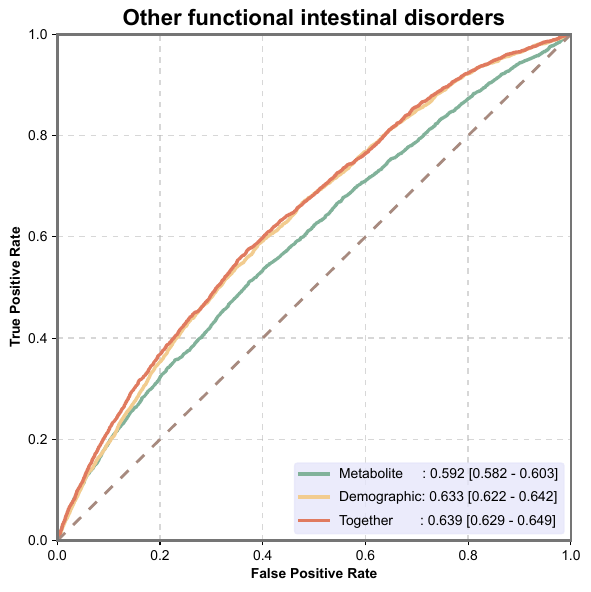 Other functional intestinal disorders
1.0
0.8
0.6
0.4
0.2
0.0
True Positive Rate
Metabolite : 0.592 [0.582 - 0.603]
Demographic: 0.633 [0.622 - 0.642]
Together : 0.639 [0.629 - 0.649]
0.0 0.2 0.4 0.6 0.8 1.0
False Positive Rate